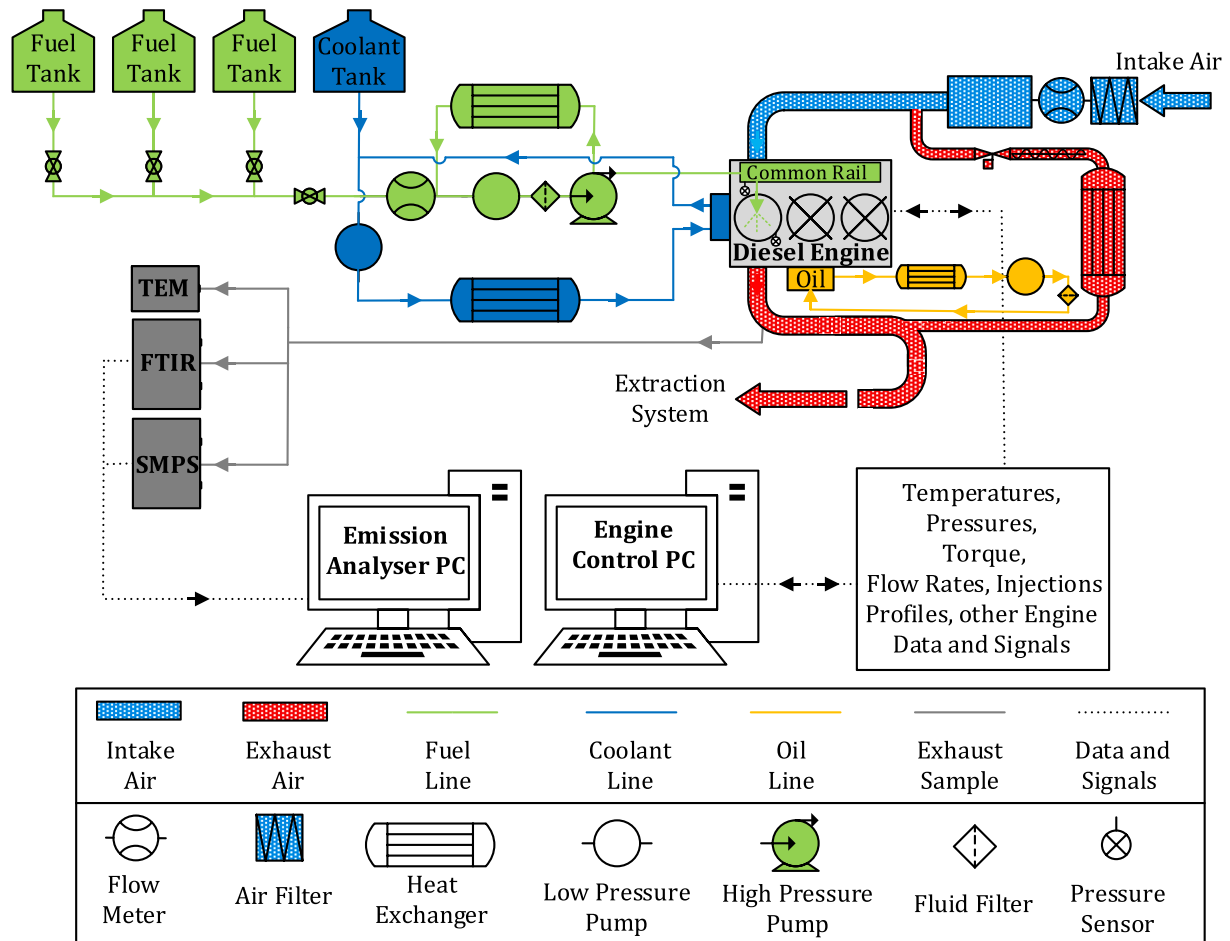 Fuel
Tank
Fuel
Tank
Fuel
Tank
Coolant
Tank
Intake Air
Common Rail
Diesel Engine
Oil
TEM
FTIR
SMPS
Extraction
System
Emission
Analyser PC
Engine
Control PC
Temperatures,
Pressures,
Torque,
Flow Rates, Injections
Profiles, other Engine
Data and Signals
Intake
Air
Exhaust
Air
Fuel
Line
Coolant
Line
Oil
Line
Exhaust
Sample
Data and
Signals
Flow
Meter
Air Filter
Heat
Exchanger
Low Pressure
Pump
High Pressure
Pump
Fluid Filter
Pressure
Sensor